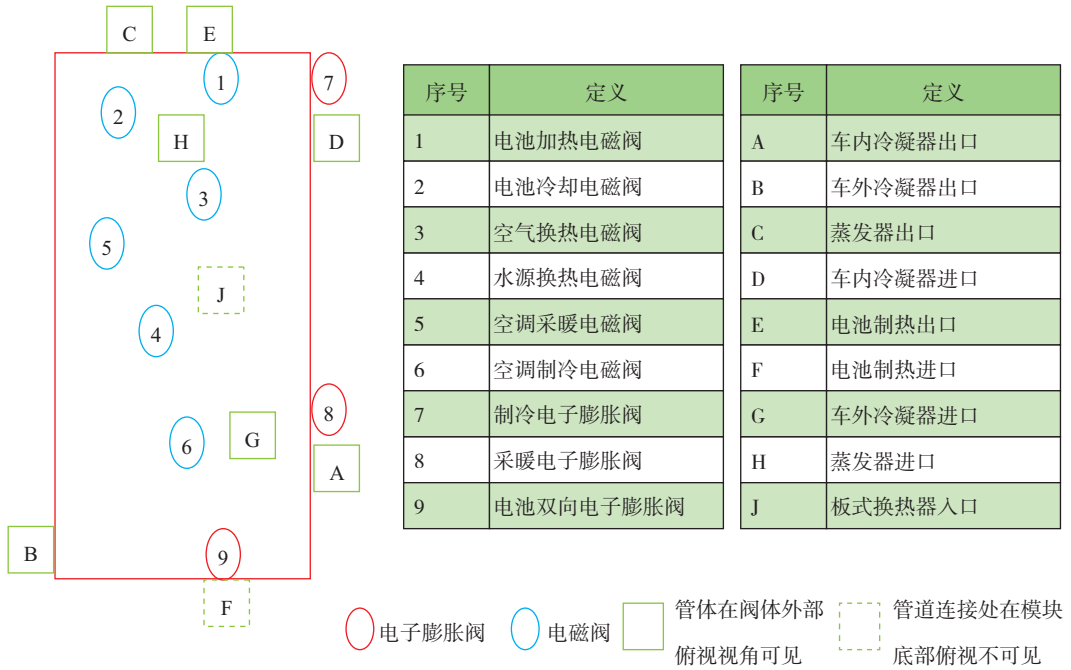 C
E
1
7
2
H
D
3
5
J
4
8
6
G
A
B
9
F
序号 定义
1 电池加热电磁阀
2 电池冷却电磁阀
3 空气换热电磁阀
4 水源换热电磁阀
5 空调采暖电磁阀
6 空调制冷电磁阀
7 制冷电子膨胀阀
8 采暖电子膨胀阀
9 电池双向电子膨胀阀
序号 定义
A 车内冷凝器出口
B 车外冷凝器出口
C 蒸发器出口
D 车内冷凝器进口
E 电池制热出口
F 电池制热进口
G 车外冷凝器进口
H 蒸发器进口
J 板式换热器入口
电子膨胀阀
电磁阀
管体在阀体外部
俯视视角可见
管道连接处在模块
底部俯视不可见